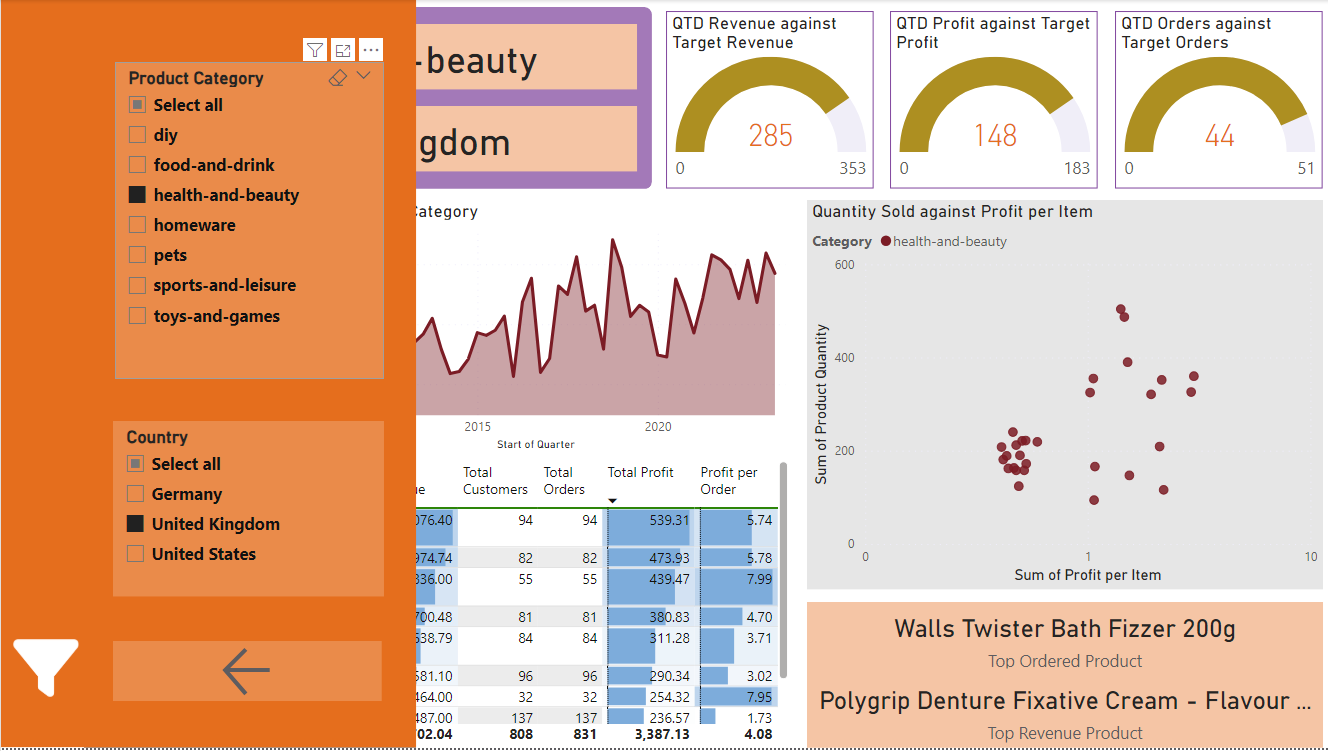 Product Category
Select all
diy
food-and-drink
health-and-beauty
homeware
pets
sports-and-leisure
toys-and-games
Country
Select all
Germany
United Kingdom
United States
-beauty
gdom
QTD Revenue against
Target Revenue
285
0 353
QTD Profit against Target
Profit
148
0 183
QTD Orders against
Target Orders
44
0 51
Category
2015 2020
Start of Quarter
Total Customers Total Orders Total Profit Profit per Order
076.40 94 94 539.31 5.74
974.74 82 82 473.93 5.78
336.00 55 55 439.47 7.99
700.48 81 81 380.83 4.70
538.79 84 84 311.28 3.71
581.10 96 96 290.34 3.02
464.00 32 32 254.32 7.95
487.00 137 137 236.57 1.73
702.04 808 831 3,387.13 4.08
Quantity Sold against Profit per Item
Category health-and-beauty
Sum of Product Quantity
600
400
200
0
0 1 10
Sum of Profit per Item
Walls Twister Bath Fizzer 200g
Top Ordered Product
Polygrip Denture Fixative Cream - Flavour ...
Top Revenue Product